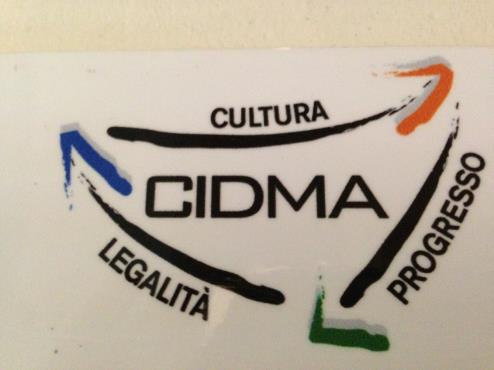 CULTURA
CIDMA
LEGALITÀ
PROGRESSO